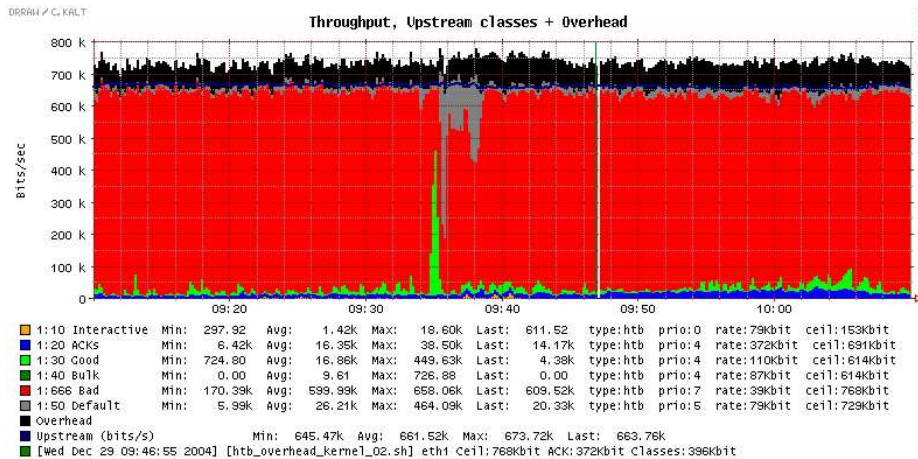 DRRAW / C. KALT
Throughput, Upstream classes + Overhead
Bits/sec
800 k
700 k
600 k
500 k
400 k
300 k
200 k
100 k
0
09:20 09:30 09:40 09:50 10:00
1:10 Interactive Min: 297.92 Avg: 1.42k Max: 18.60k Last: 611.52 type:htb prio:0 rate:79Kbit ceil:153Kbit
1:20 ACKs Min: 6.42k Avg: 16.35k Max: 38.50k Last: 14.17k type:htb prio:4 rate:372Kbit ceil:691Kbit
1:30 Good Min: 724.80 Avg: 16.86k Max: 449.63k Last: 4.38k type:htb prio:4 rate:110Kbit ceil:614Kbit
1:40 Bulk Min: 0.00 Avg: 9.61 Max: 726.88 Last: 0.00 type:htb prio:4 rate:87Kbit ceil:614Kbit
1:666 Bad Min: 170.39k Avg: 599.99k Max: 658.06k Last: 609.52k type:htb prio:7 rate:39Kbit ceil:768Kbit
1:50 Default Min: 5.99k Avg: 26.21k Max: 464.09k Last: 20.33k type:htb prio:5 rate:79Kbit ceil:729Kbit
Overhead
Upstream (bits/s) Min: 645.47k Avg: 661.52k Max: 673.72k Last: 663.76k
[Wed Dec 29 09:46:55 2004] [htb_overhead_kernel_02.sh] eth1 Ceil:768Kbit ACK:372Kbit Classes:396Kbit